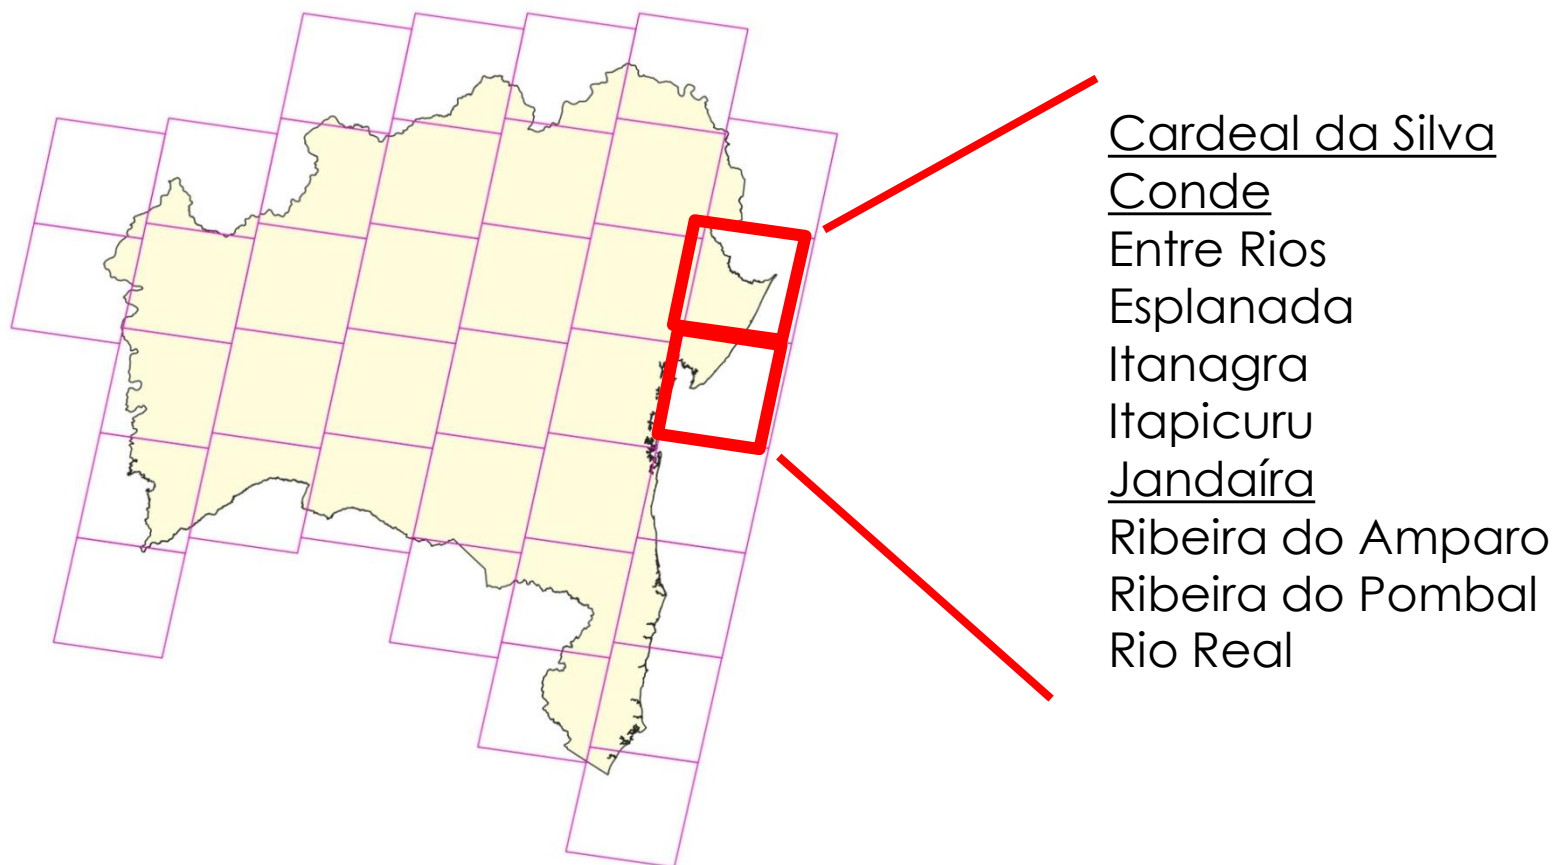 Cardeal da Silva
Conde
Entre Rios
Esplanada
Itanagra
Itapicuru
Jandaíra
Ribeira do Amparo
Ribeira do Pombal
Rio Real